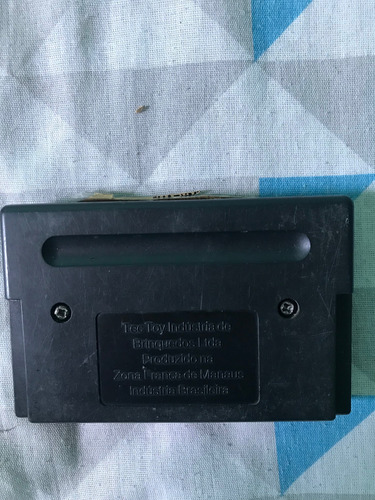 Tec Toy Indústria de
Brinquedos Ltda
Produzido na
Zona Franca de Manaus
Indústria Brasileira